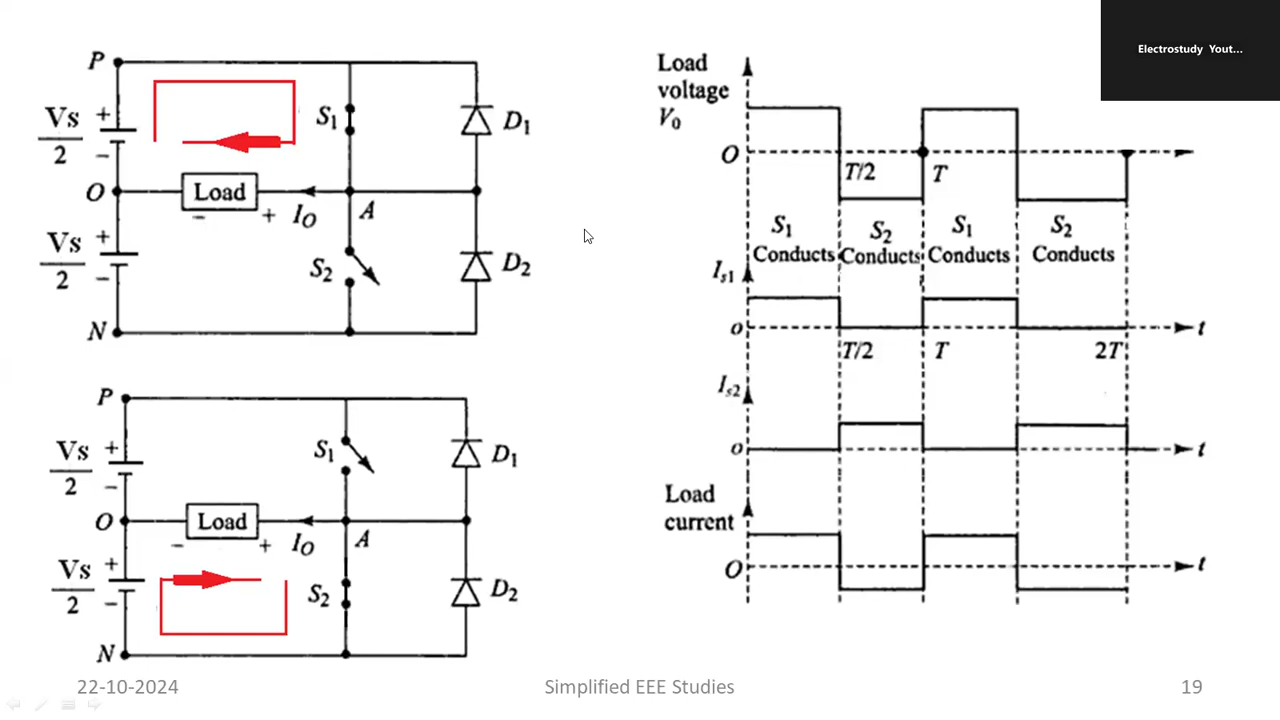 Electrostudy Yout...
P
Vs
+
2
−
S1
D1
O
Load
−
+
IO
A
Vs
+
2
−
S2
D2
N
P
Vs
+
2
−
S1
D1
O
Load
−
+
IO
A
Vs
+
2
−
S2
D2
N
Load
voltage
V0
O
T/2
T
S1
Conducts
S2
Conducts
S1
Conducts
S2
Conducts
Is1
o
t
T/2
T
2T
Is2
o
t
Load
current
O
t
22-10-2024
Simplified EEE Studies
19